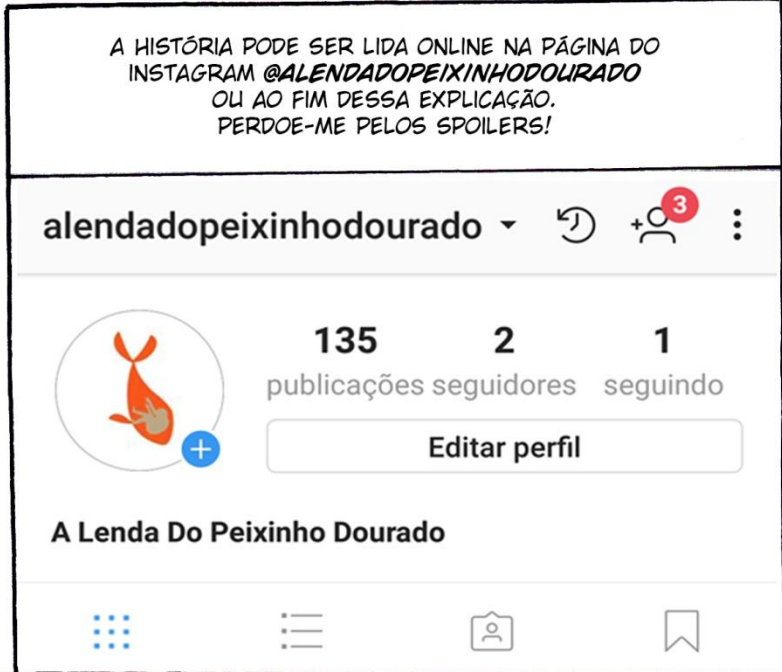 A HISTÓRIA PODE SER LIDA ONLINE NA PÁGINA DO
INSTAGRAM @ALENDADOPEIXINHODOURADO
OU AO FIM DESSA EXPLICAÇÃO.
PERDOE-ME PELOS SPOILERS!
alendadopeixinhodourado 3
135 2 1
publicações seguidores seguindo
Editar perfil
A Lenda Do Peixinho Dourado